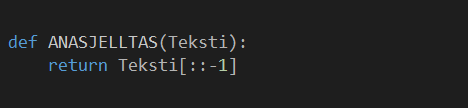 def ANASJELLTAS(Teksti):
    return Teksti[::-1]